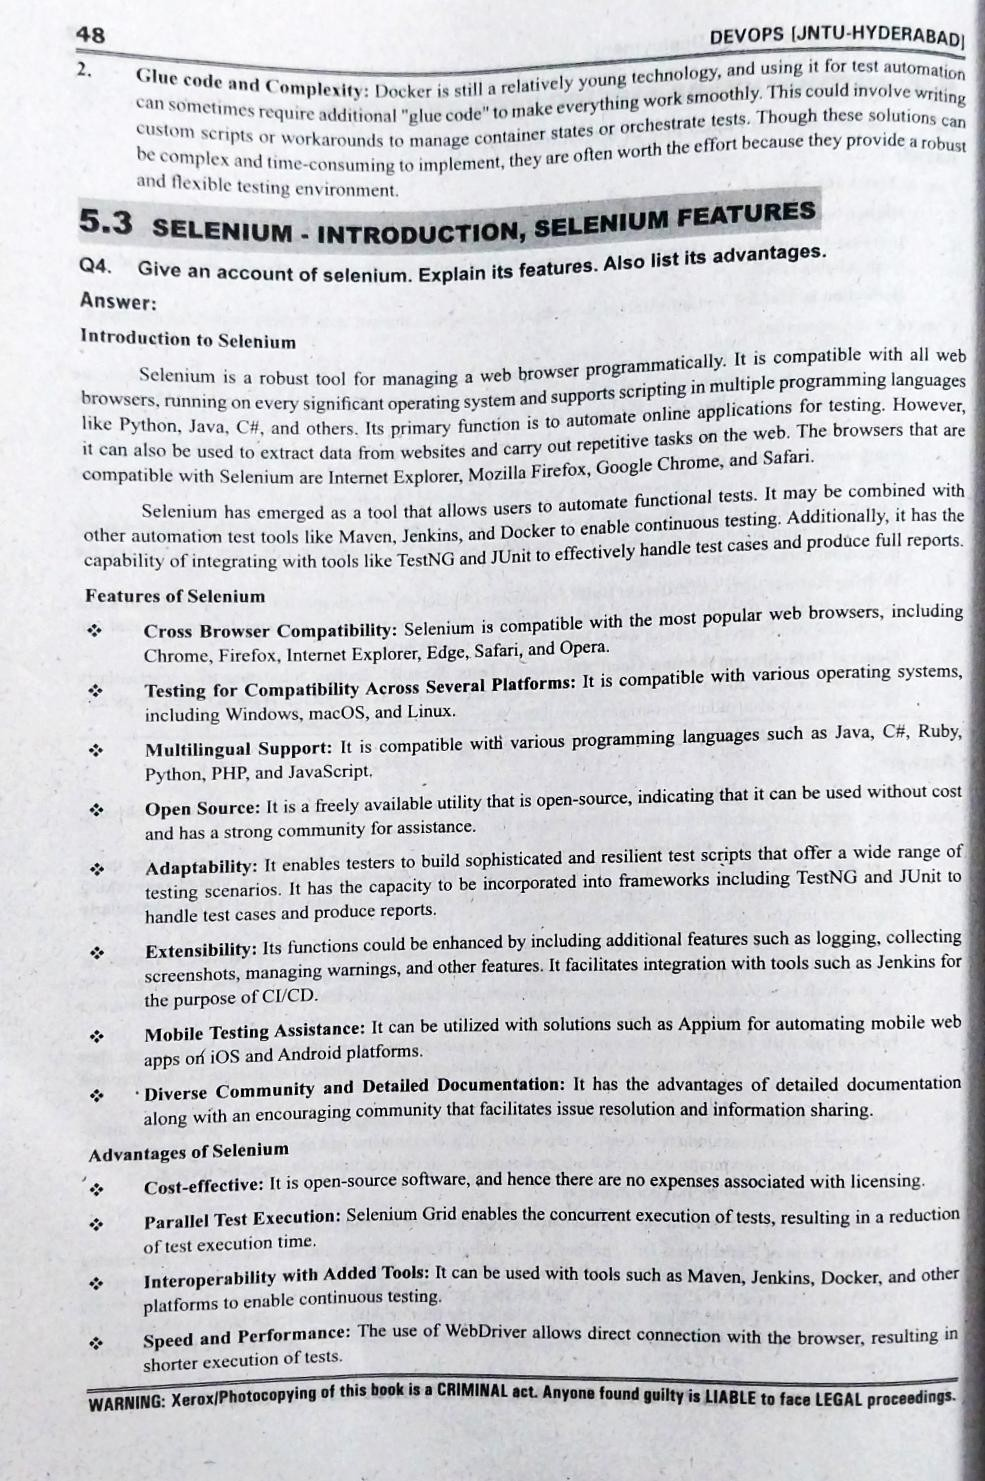 48
DEVOPS [JNTU-HYDERABAD]
2. Glue code and Complexity: Docker is still a relatively young technology, and using it for test automation
can sometimes require additional "glue code" to make everything work smoothly. This could involve writing
custom scripts or workarounds to manage container states or orchestrate tests. Though these solutions can
be complex and time-consuming to implement, they are often worth the effort because they provide a robust
and flexible testing environment.
5.3 SELENIUM - INTRODUCTION, SELENIUM FEATURES
Q4. Give an account of selenium. Explain its features. Also list its advantages.
Answer:
Introduction to Selenium
Selenium is a robust tool for managing a web browser programmatically. It is compatible with all web
browsers, running on every significant operating system and supports scripting in multiple programming languages
like Python, Java, C#, and others. Its primary function is to automate online applications for testing. However,
it can also be used to extract data from websites and carry out repetitive tasks on the web. The browsers that are
compatible with Selenium are Internet Explorer, Mozilla Firefox, Google Chrome, and Safari.
Selenium has emerged as a tool that allows users to automate functional tests. It may be combined with
other automation test tools like Maven, Jenkins, and Docker to enable continuous testing. Additionally, it has the
capability of integrating with tools like TestNG and JUnit to effectively handle test cases and produce full reports.
Features of Selenium
❖ Cross Browser Compatibility: Selenium is compatible with the most popular web browsers, including
Chrome, Firefox, Internet Explorer, Edge, Safari, and Opera.
❖ Testing for Compatibility Across Several Platforms: It is compatible with various operating systems,
including Windows, macOS, and Linux.
❖ Multilingual Support: It is compatible with various programming languages such as Java, C#, Ruby,
Python, PHP, and JavaScript.
❖ Open Source: It is a freely available utility that is open-source, indicating that it can be used without cost
and has a strong community for assistance.
❖ Adaptability: It enables testers to build sophisticated and resilient test scripts that offer a wide range of
testing scenarios. It has the capacity to be incorporated into frameworks including TestNG and JUnit to
handle test cases and produce reports.
❖ Extensibility: Its functions could be enhanced by including additional features such as logging, collecting
screenshots, managing warnings, and other features. It facilitates integration with tools such as Jenkins for
the purpose of CI/CD.
❖ Mobile Testing Assistance: It can be utilized with solutions such as Appium for automating mobile web
apps on iOS and Android platforms.
❖ Diverse Community and Detailed Documentation: It has the advantages of detailed documentation
along with an encouraging community that facilitates issue resolution and information sharing.
Advantages of Selenium
❖ Cost-effective: It is open-source software, and hence there are no expenses associated with licensing.
❖ Parallel Test Execution: Selenium Grid enables the concurrent execution of tests, resulting in a reduction
of test execution time.
❖ Interoperability with Added Tools: It can be used with tools such as Maven, Jenkins, Docker, and other
platforms to enable continuous testing.
❖ Speed and Performance: The use of WebDriver allows direct connection with the browser, resulting in
shorter execution of tests.
WARNING: Xerox/Photocopying of this book is a CRIMINAL act. Anyone found guilty is LIABLE to face LEGAL proceedings.